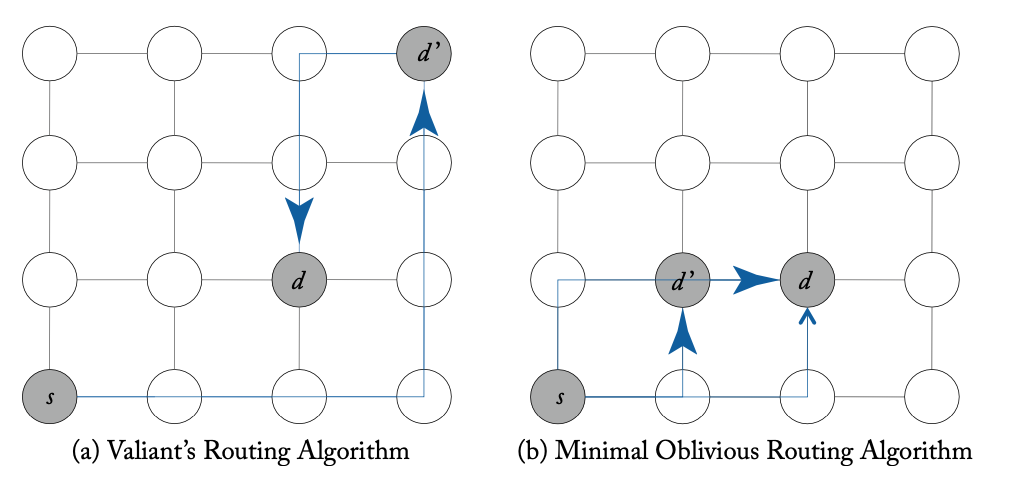 d’
d
s
(a) Valiant’s Routing Algorithm
d’
d
s
(b) Minimal Oblivious Routing Algorithm